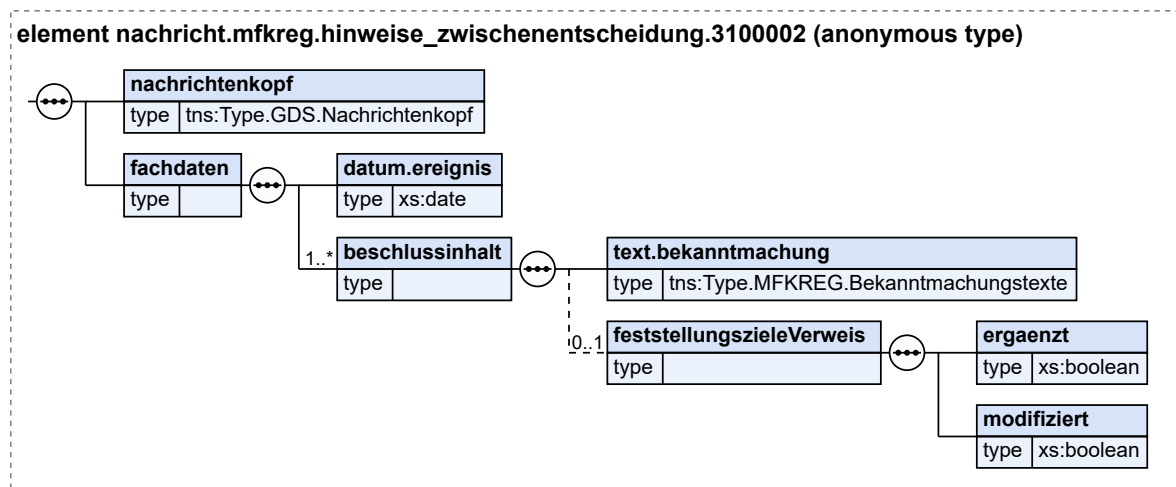 element nachricht.mfkreg.hinweise_zwischenentscheidung.3100002 (anonymous type)
nachrichtenkopf
type tns:Type.GDS.Nachrichtenkopf
fachdaten
type
datum.ereignis
type xs:date
1..*
beschlussinhalt
type
text.bekanntmachung
type tns:Type.MFKREG.Bekanntmachungstexte
0..1
feststellungszieleVerweis
type
ergaenzt
type xs:boolean
modifiziert
type xs:boolean